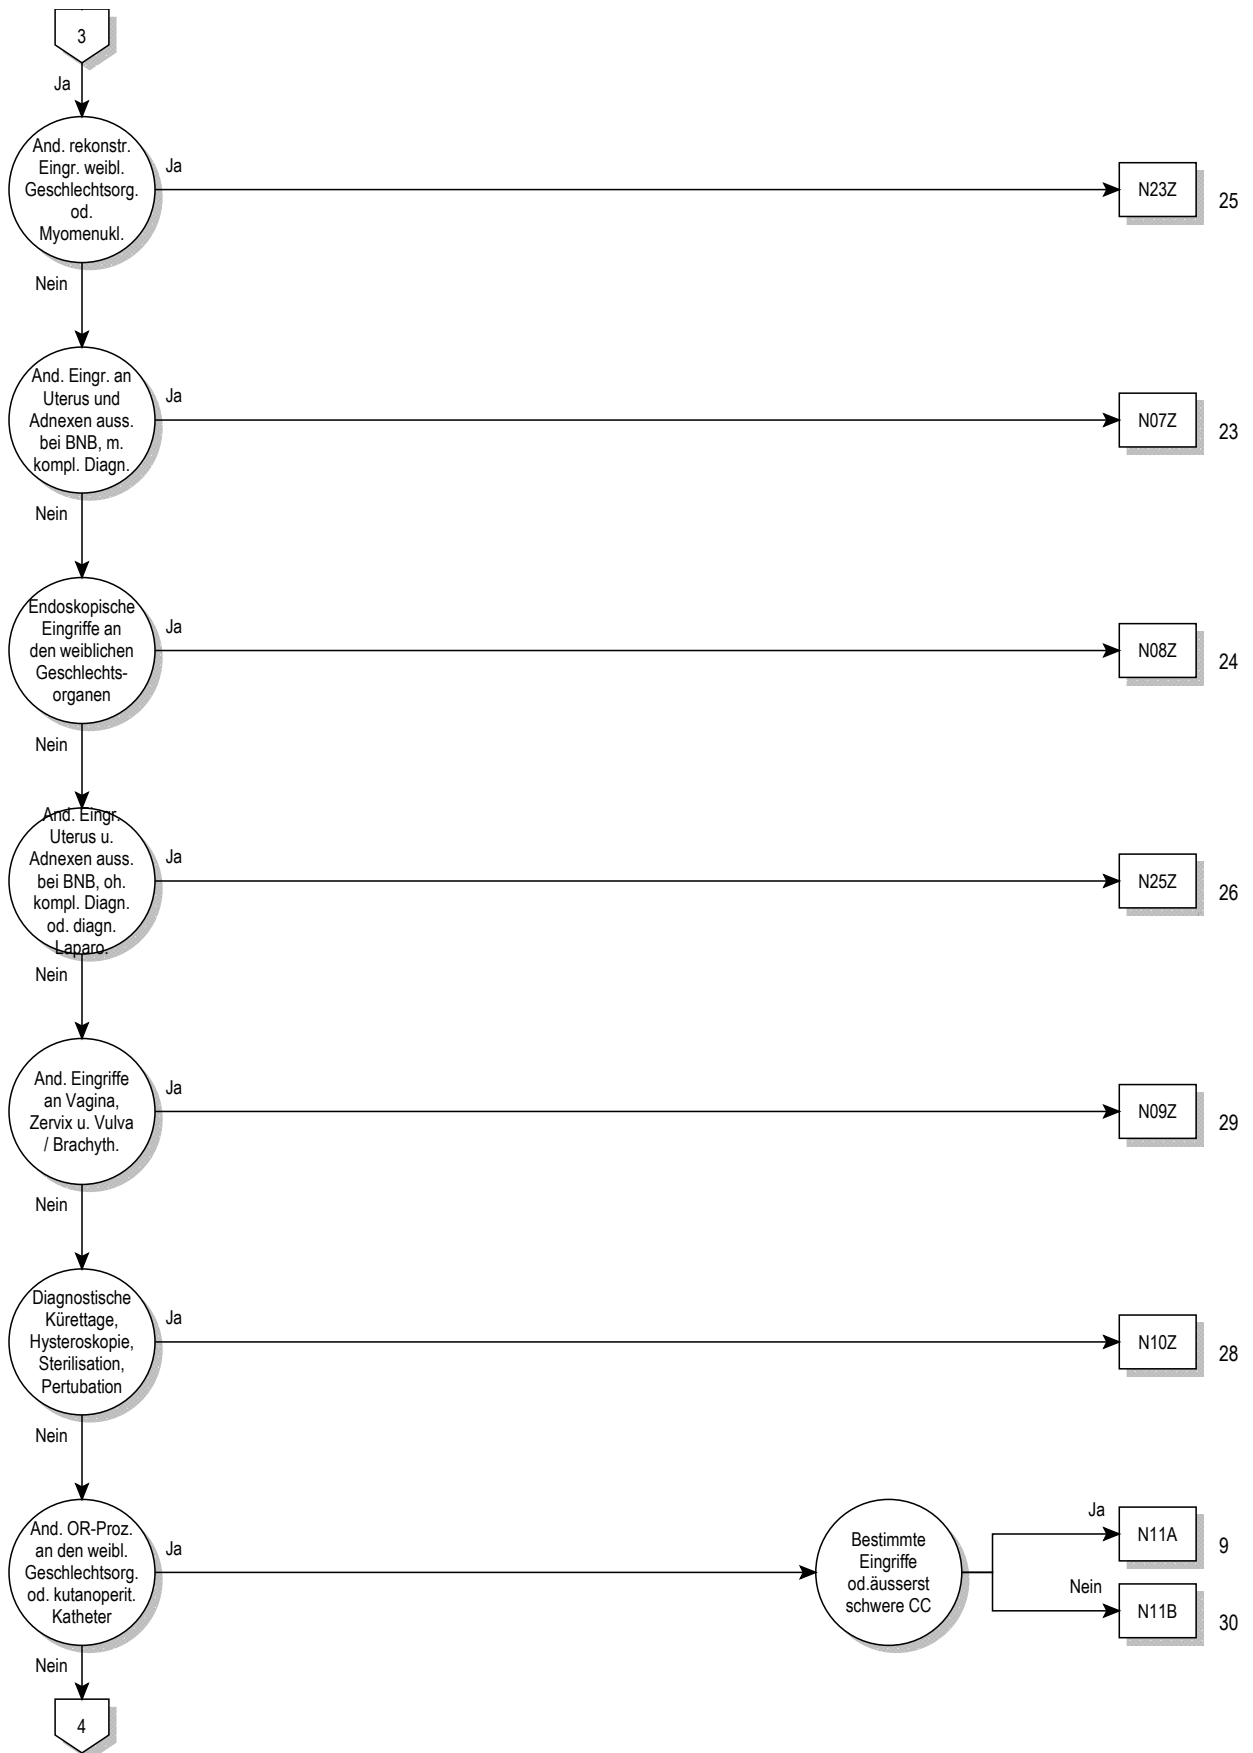 3
Ja
And. rekonstr.
Eingr. weibl.
Geschlechtsorg.
od.
Myomenukl.
Ja
N23Z
25
Nein
And. Eingr. an
Uterus und
Adnexen auss.
bei BNB, m.
kompl. Diagn.
Ja
N07Z
23
Nein
Endoskopische
Eingriffe an
den weiblichen
Geschlechts-
organen
Ja
N08Z
24
Nein
And. Eingr.
Uterus u.
Adnexen auss.
bei BNB, oh.
kompl. Diagn.
od. diagn.
Laparo.
Ja
N25Z
26
Nein
And. Eingriffe
an Vagina,
Zervix u. Vulva
/ Brachyth.
Ja
N09Z
29
Nein
Diagnostische
Kürettage,
Hysteroskopie,
Sterilisation,
Pertubation
Ja
N10Z
28
Nein
And. OR-Proz.
an den weibl.
Geschlechtsorg.
od. kutanoperit.
Katheter
Ja
Bestimmte
Eingriffe
od.äusserst
schwere CC
Ja
N11A
9
Nein
N11B
30
Nein
4